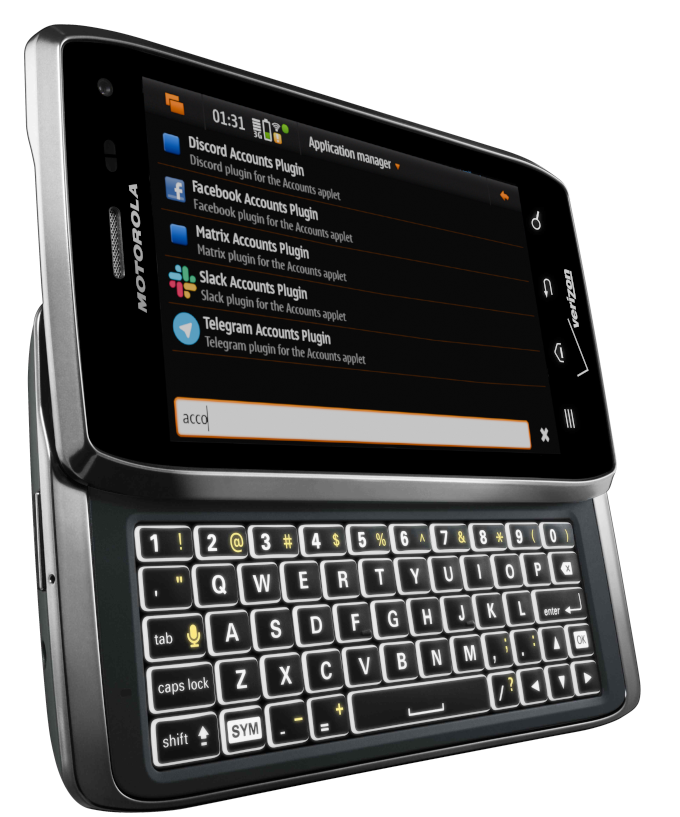 01:31 3G Application manager
Discord Accounts Plugin
Discord plugin for the Accounts applet
Facebook Accounts Plugin
Facebook plugin for the Accounts applet
Matrix Accounts Plugin
Matrix plugin for the Accounts applet
Slack Accounts Plugin
Slack plugin for the Accounts applet
Telegram Accounts Plugin
Telegram plugin for the Accounts applet
acco
MOTOROLA
verizon
1 ! 2 @ 3 # 4 $ 5 % 6 ^ 7 & 8 * 9 ( 0 )
' " Q W E R T Y U I O P
tab A S D F G H J K L enter
caps lock Z X C V B N M , ; . : OK
shift SYM - _ = + / ?